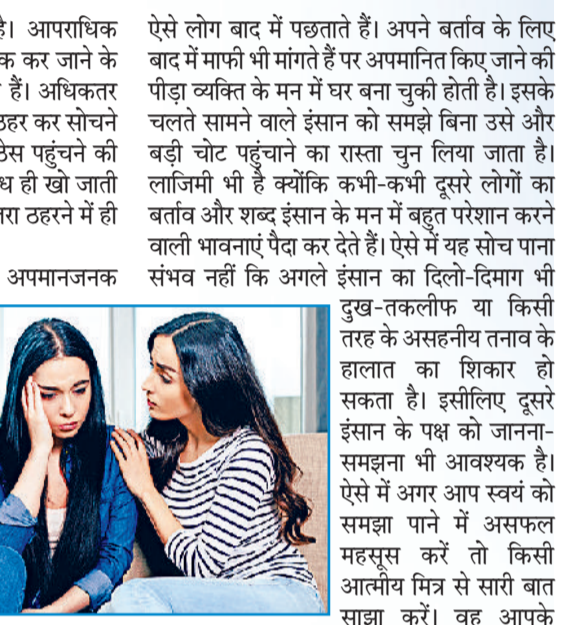 है। आपराधिक
क कर जाने के
हैं। अधिकतर
ठहर कर सोचने
ठेस पहुंचने की
ध ही खो जाती
रा ठहरने में ही
अपमानजनक
ऐसे लोग बाद में पछताते हैं। अपने बर्ताव के लिए
बाद में माफी भी मांगते हैं पर अपमानित किए जाने की
पीड़ा व्यक्ति के मन में घर बना चुकी होती है। इसके
चलते सामने वाले इंसान को समझे बिना उसे और
बड़ी चोट पहुंचाने का रास्ता चुन लिया जाता है।
लाजिमी भी है क्योंकि कभी-कभी दूसरे लोगों का
बर्ताव और शब्द इंसान के मन में बहुत परेशान करने
वाली भावनाएं पैदा कर देते हैं। ऐसे में यह सोच पाना
संभव नहीं कि अगले इंसान का दिलो-दिमाग भी
दुख-तकलीफ या किसी
तरह के असहनीय तनाव के
हालात का शिकार हो
सकता है। इसीलिए दूसरे
इंसान के पक्ष को जानना-
समझना भी आवश्यक है।
ऐसे में अगर आप स्वयं को
समझा पाने में असफल
महसूस करें तो किसी
आत्मीय मित्र से सारी बात
साझा करें। वह आपके